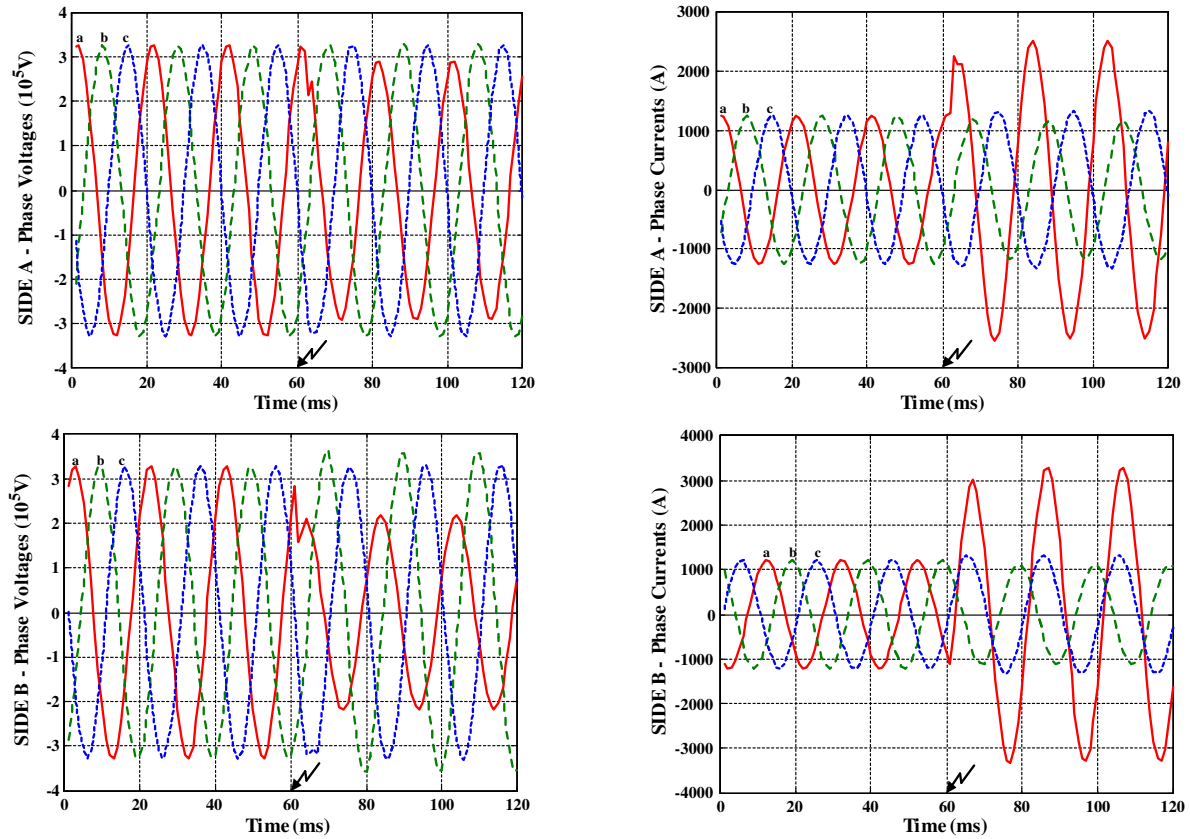 SIDE A - Phase Voltages (10⁵V)
4
3
2
1
0
-1
-2
-3
-4
a b c
0 20 40 60 80 100 120
Time (ms)
SIDE A - Phase Currents (A)
3000
2000
1000
0
-1000
-2000
-3000
a b c
0 20 40 60 80 100 120
Time (ms)
SIDE B - Phase Voltages (10⁵V)
4
3
2
1
0
-1
-2
-3
-4
a b c
0 20 40 60 80 100 120
Time (ms)
SIDE B - Phase Currents (A)
4000
3000
2000
1000
0
-1000
-2000
-3000
-4000
a b c
0 20 40 60 80 100 120
Time (ms)